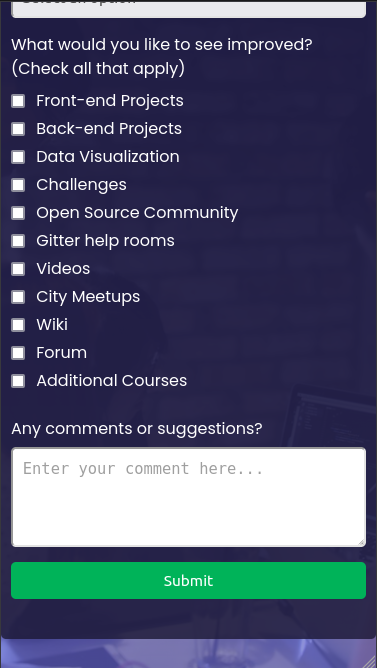 What would you like to see improved?
(Check all that apply)
Front-end Projects
Back-end Projects
Data Visualization
Challenges
Open Source Community
Gitter help rooms
Videos
City Meetups
Wiki
Forum
Additional Courses
Any comments or suggestions?
Enter your comment here...
Submit